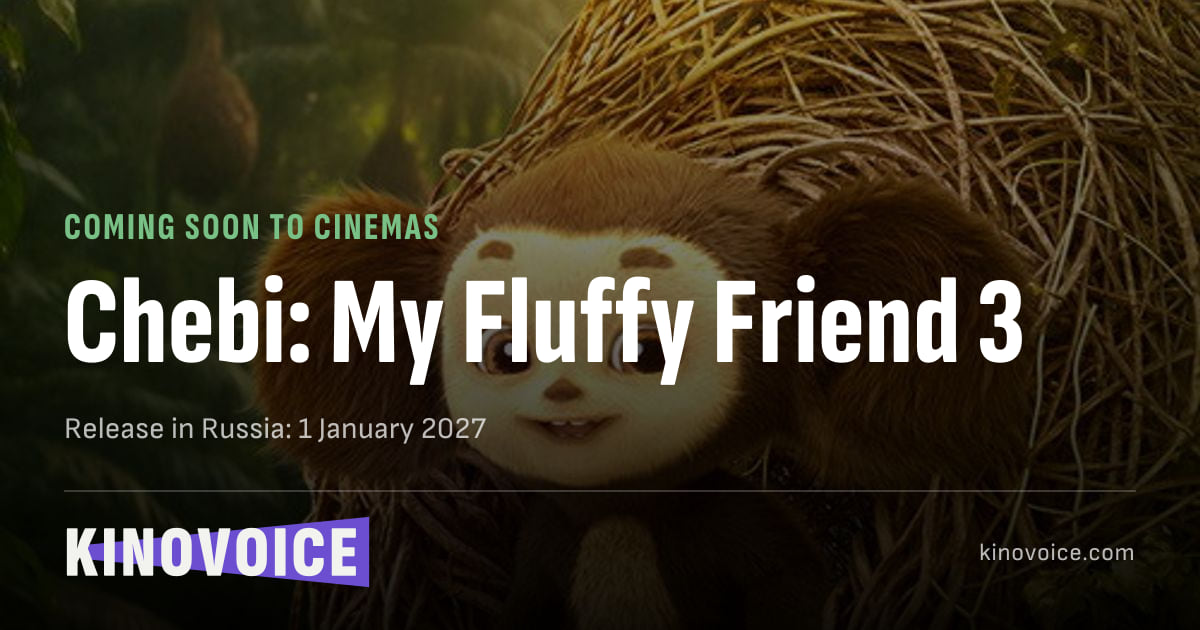 COMING SOON TO CINEMAS
Chebi: My Fluffy Friend 3
Release in Russia: 1 January 2027
KINOVOICE
kinovoice.com